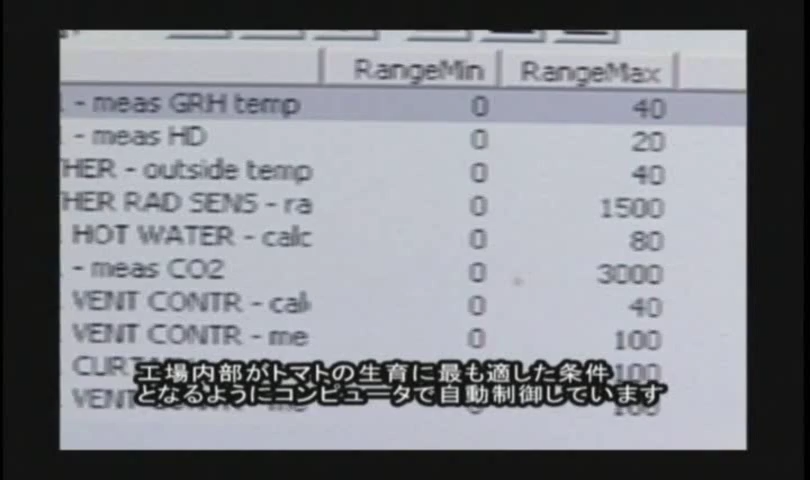 RangeMin RangeMax
- meas GRH temp 0 40
- meas HD 0 20
HER - outside temp 0 40
HER RAD SENS - ra 0 1500
HOT WATER - calc 0 80
- meas CO2 0 3000
VENT CONTR - cal 0 40
VENT CONTR - me 0 100
CUR 100
工場内部がトマトの生育に最も適した条件
となるようにコンピュータで自動制御しています
VENT